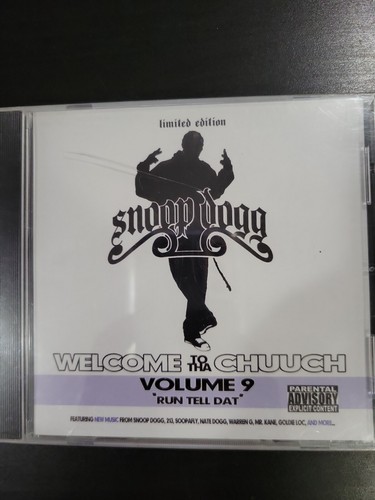 limited edition
snoop dogg
WELCOME TO THA CHUUCH
VOLUME 9
"RUN TELL DAT"
PARENTAL
ADVISORY
EXPLICIT CONTENT
FEATURING NEW MUSIC FROM SNOOP DOGG, 213, SOOPAFLY, NATE DOGG, WARREN G, MR. KANE, GOLDIE LOC, AND MORE...